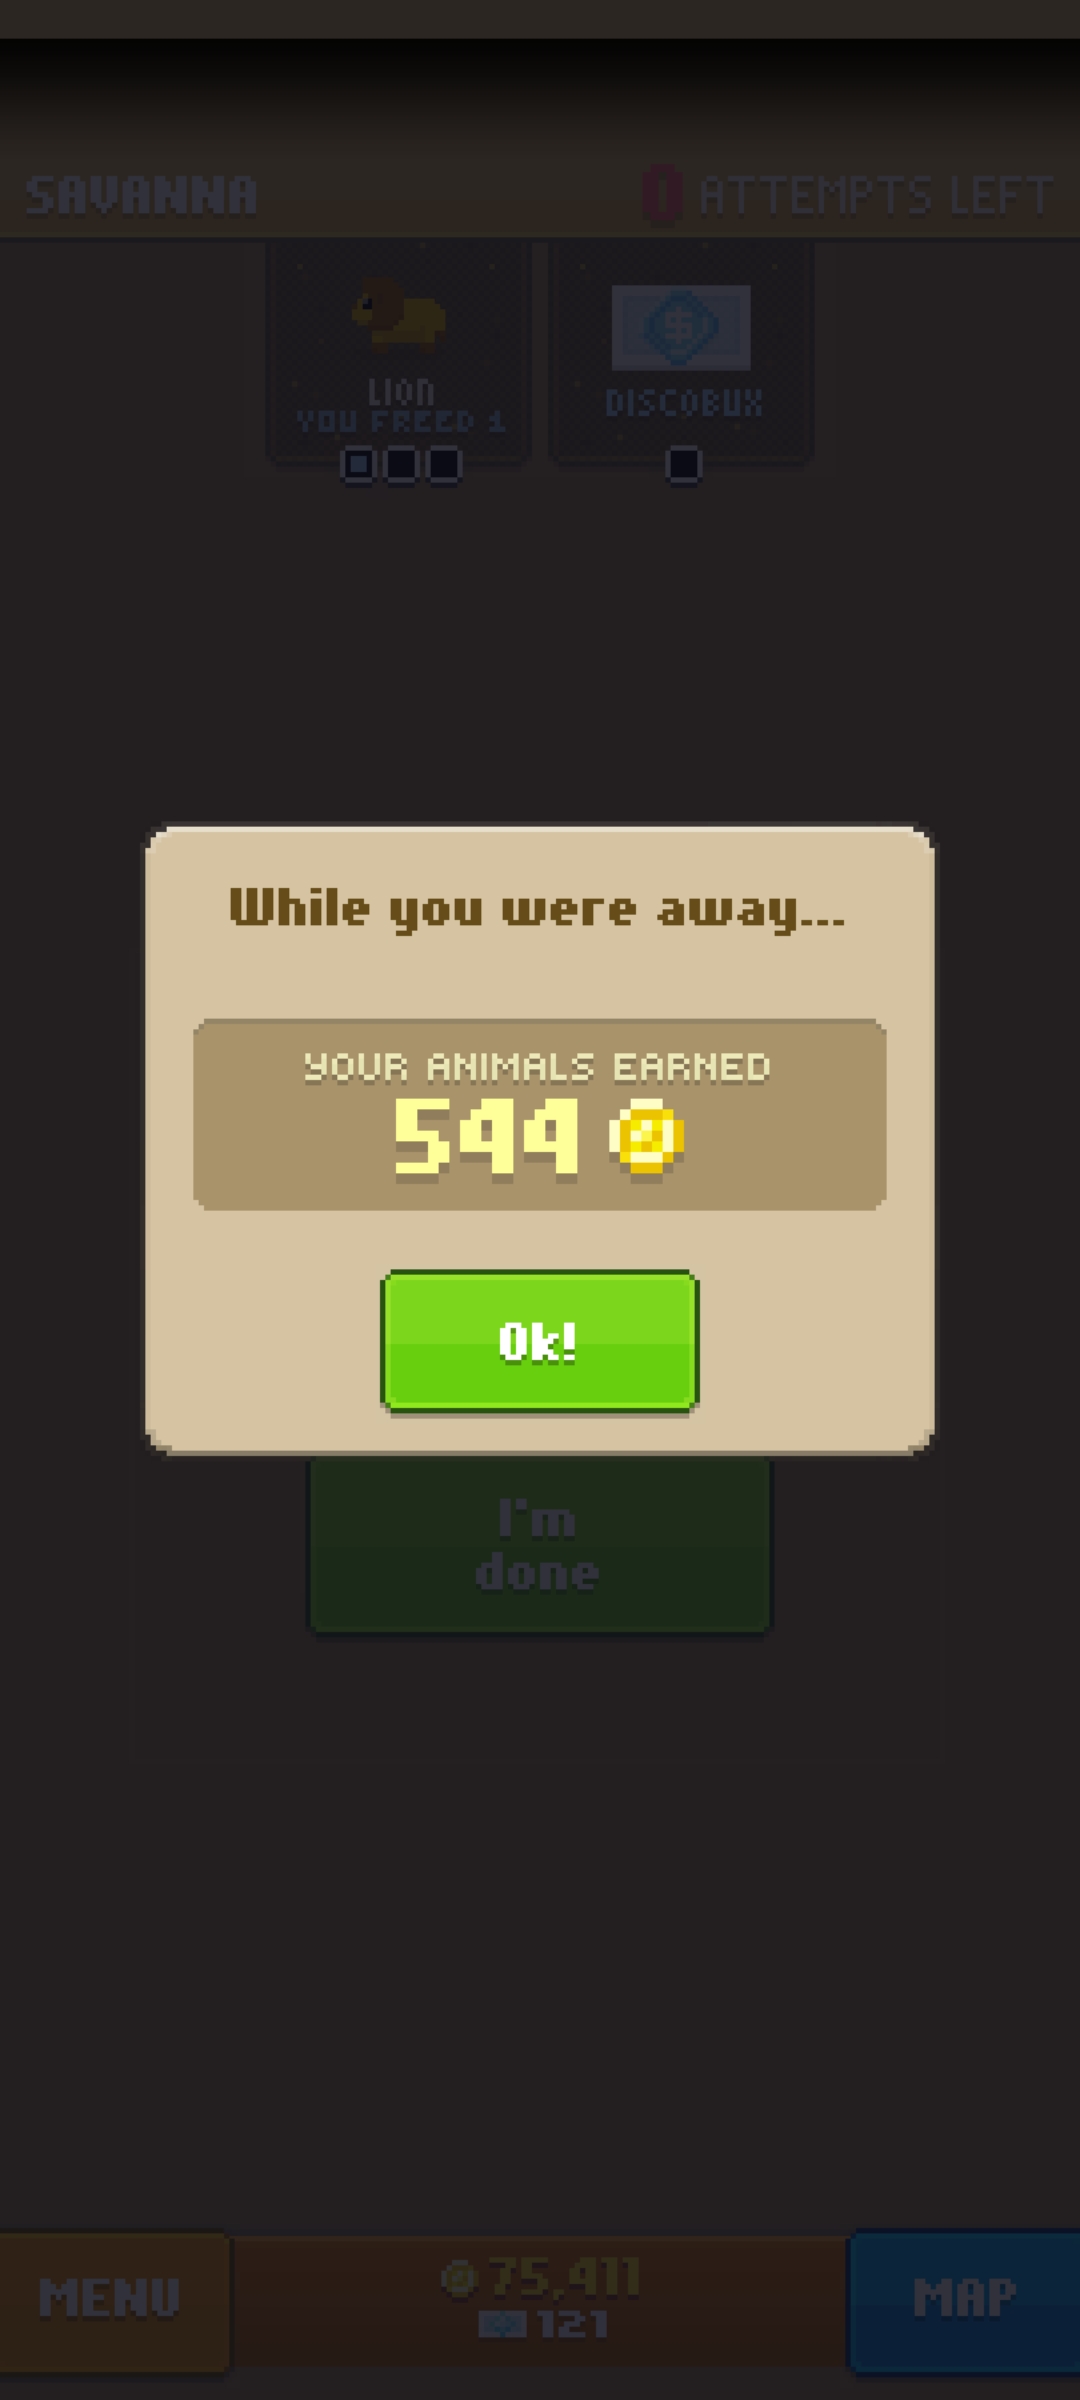 SAVANNA
0 ATTEMPTS LEFT
LION
YOU FREED 1
DISCOBUX
While you were away...
YOUR ANIMALS EARNED
544
Ok!
I'm
done
MENU
75,411
121
MAP